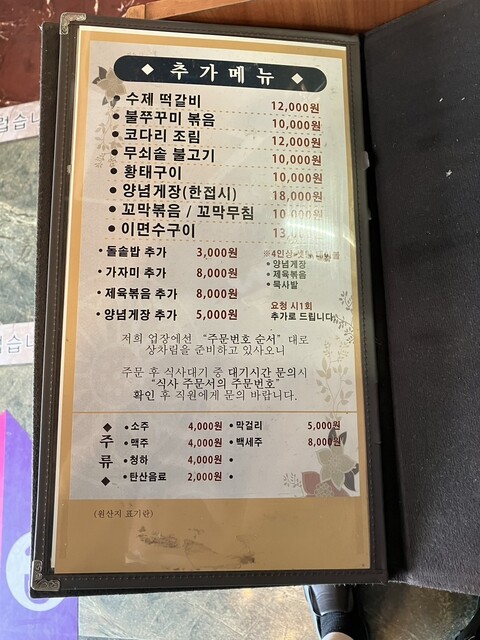 ◆ 추가메뉴 ◆
• 수제 떡갈비 12,000원
• 불쭈꾸미 볶음 10,000원
• 코다리 조림 12,000원
• 무쇠솥 불고기 10,000원
• 황태구이 10,000원
• 양념게장(한접시) 18,000원
• 꼬막볶음 / 꼬막무침 10,000원
• 이면수구이
• 돌솥밥 추가 3,000원
• 가자미 추가 8,000원
• 제육볶음 추가 8,000원
• 양념게장 추가 5,000원
※4인상
• 양념게장
• 제육볶음
• 묵사발
요청 시1회
추가로 드립니다
저희 업장에선 “주문번호 순서” 대로
상차림을 준비하고 있사오니
주문 후 식사대기 중 대기시간 문의시
“식사 주문서의 주문번호”
확인 후 직원에게 문의 바랍니다.
◆ 주류 ◆
• 소주 4,000원
• 맥주 4,000원
• 청하 4,000원
• 탄산음료 2,000원
• 막걸리 5,000원
• 백세주 8,000원
(원산지 표기란)